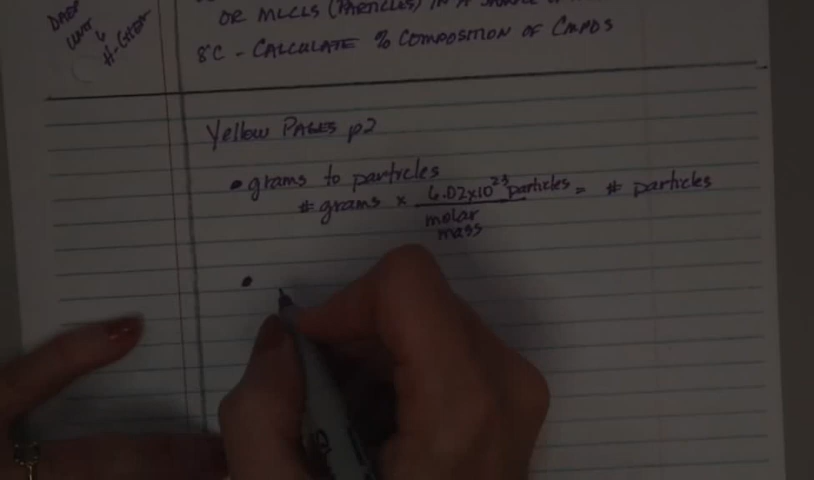 OR MLCLS (PARTICLES) IN A
8°C - CALCULATE % COMPOSITION OF CMPDS
Yellow PAGES p2
• grams to particles
# grams x 6.02x10²³ particles = # particles
molar
mass
•